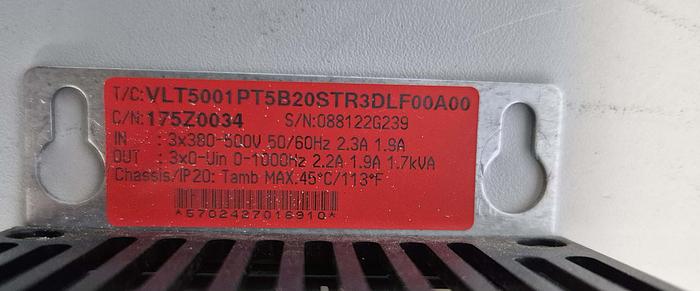 T/C:VLT5001PT5B20STR3DLF00A00
C/N:175Z0034 S/N:088122G239
IN : 3x380-500V 50/60Hz 2.3A 1.9A
OUT : 3x0-Uin 0-1000Hz 2.2A 1.9A 1.7kVA
Chassis/IP20: Tamb MAX.45°C/113°F
*5702427018910*